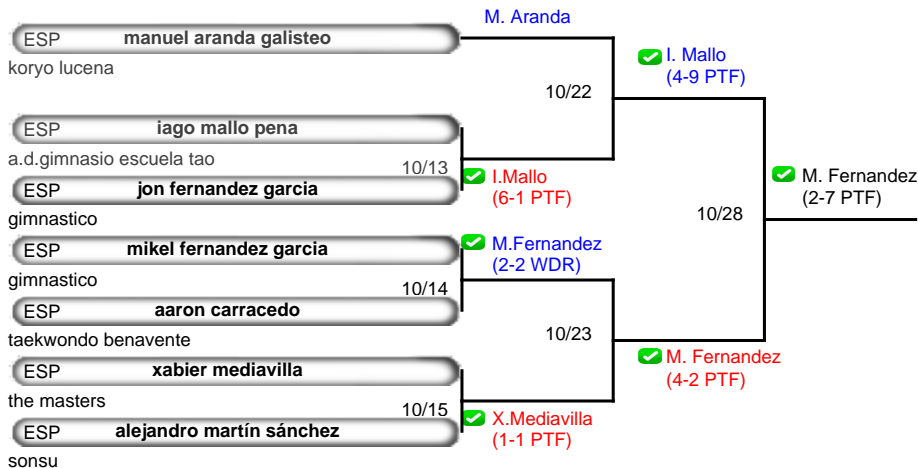 M. Aranda
ESP manuel aranda galisteo
koryo lucena
I. Mallo
(4-9 PTF)
10/22
ESP iago mallo pena
a.d.gimnasio escuela tao
10/13
I.Mallo
(6-1 PTF)
ESP jon fernandez garcia
gimnastico
M. Fernandez
(2-7 PTF)
10/28
ESP mikel fernandez garcia
gimnastico
M.Fernandez
(2-2 WDR)
10/14
ESP aaron carracedo
taekwondo benavente
10/23
M. Fernandez
(4-2 PTF)
ESP xabier mediavilla
the masters
10/15
X.Mediavilla
(1-1 PTF)
ESP alejandro martín sánchez
sonsu